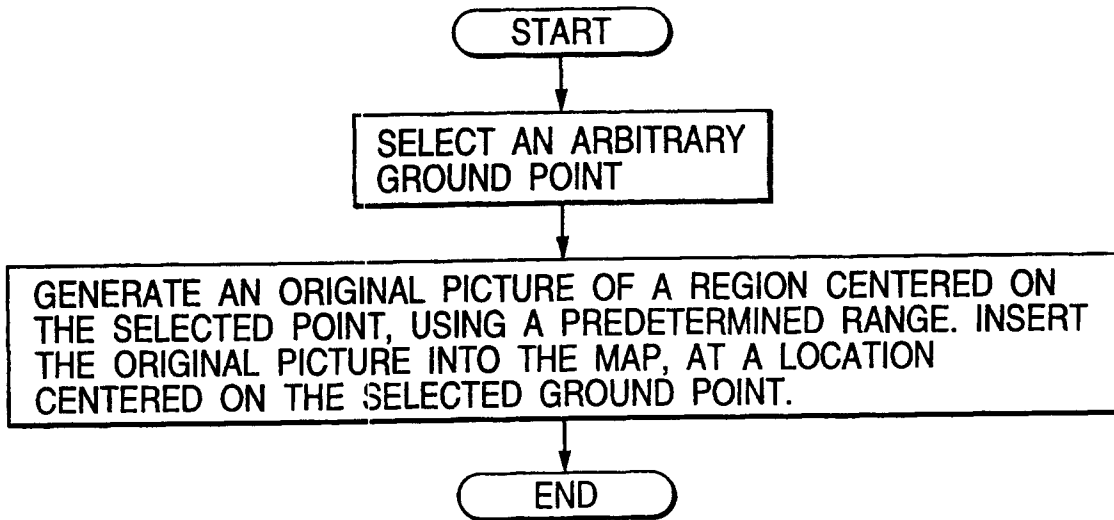 START
SELECT AN ARBITRARY
GROUND POINT
GENERATE AN ORIGINAL PICTURE OF A REGION CENTERED ON
THE SELECTED POINT, USING A PREDETERMINED RANGE. INSERT
THE ORIGINAL PICTURE INTO THE MAP, AT A LOCATION
CENTERED ON THE SELECTED GROUND POINT.
END